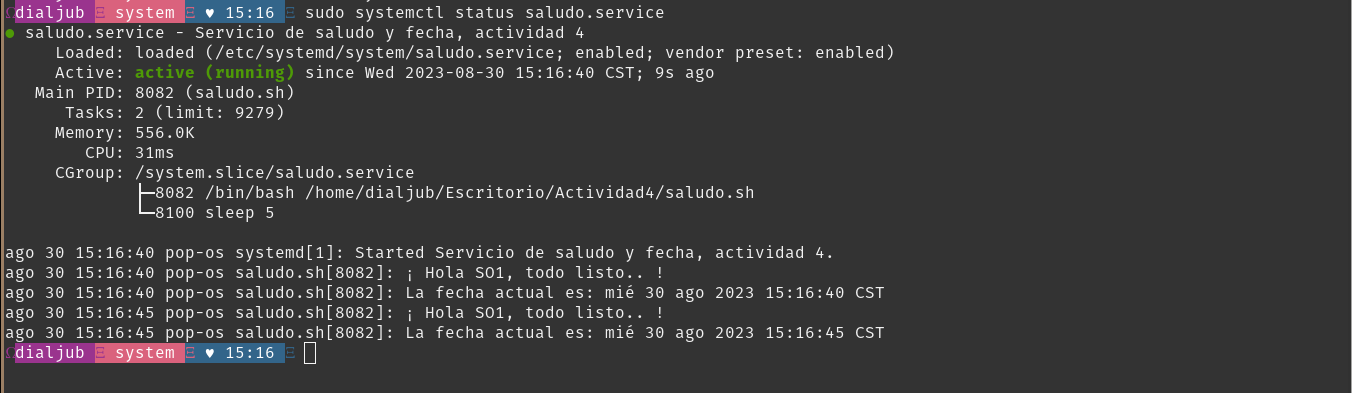 dialjub Ξ system Ξ ♥ 15:16 Ξ sudo systemctl status saludo.service
● saludo.service - Servicio de saludo y fecha, actividad 4
Loaded: loaded (/etc/systemd/system/saludo.service; enabled; vendor preset: enabled)
Active: active (running) since Wed 2023-08-30 15:16:40 CST; 9s ago
Main PID: 8082 (saludo.sh)
Tasks: 2 (limit: 9279)
Memory: 556.0K
CPU: 31ms
CGroup: /system.slice/saludo.service
├─8082 /bin/bash /home/dialjub/Escritorio/Actividad4/saludo.sh
└─8100 sleep 5
ago 30 15:16:40 pop-os systemd[1]: Started Servicio de saludo y fecha, actividad 4.
ago 30 15:16:40 pop-os saludo.sh[8082]: ¡ Hola SO1, todo listo.. !
ago 30 15:16:40 pop-os saludo.sh[8082]: La fecha actual es: mié 30 ago 2023 15:16:40 CST
ago 30 15:16:45 pop-os saludo.sh[8082]: ¡ Hola SO1, todo listo.. !
ago 30 15:16:45 pop-os saludo.sh[8082]: La fecha actual es: mié 30 ago 2023 15:16:45 CST
dialjub Ξ system Ξ ♥ 15:16 Ξ